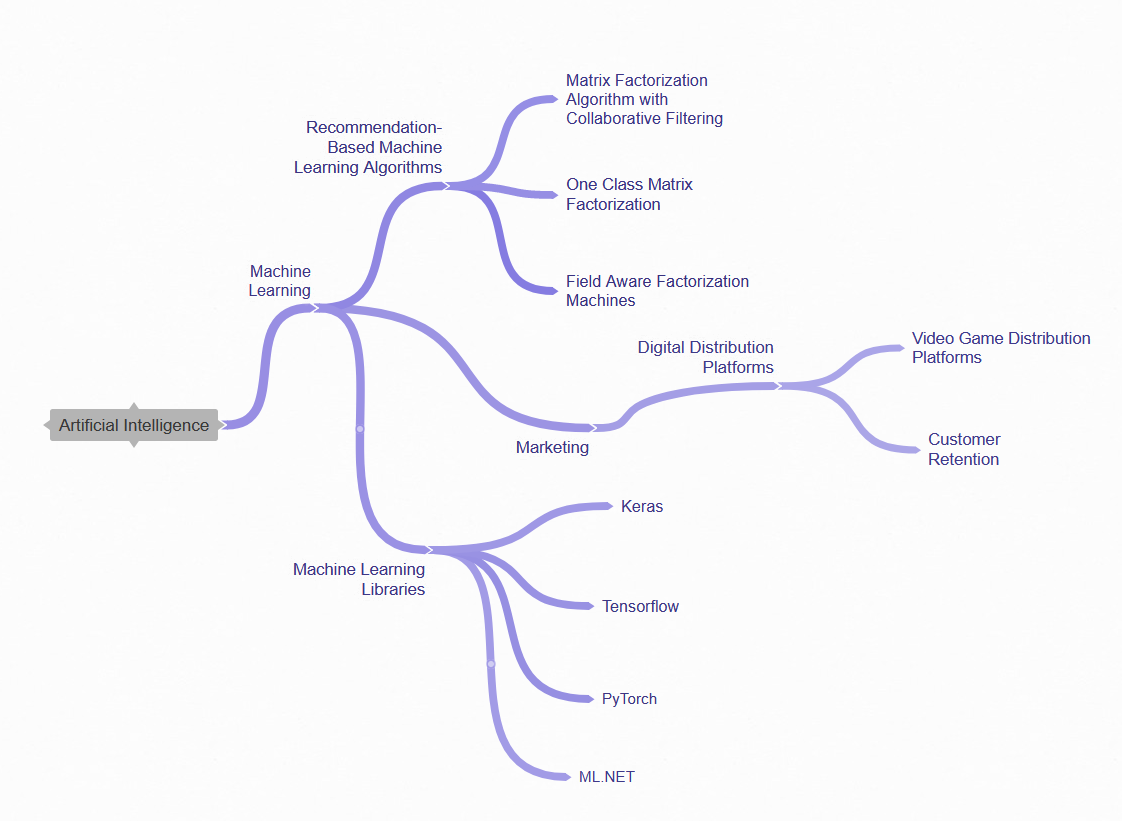 Matrix Factorization
Algorithm with
Collaborative Filtering
Recommendation-
Based Machine
Learning Algorithms
One Class Matrix
Factorization
Machine
Learning
Field Aware Factorization
Machines
Digital Distribution
Platforms
Video Game Distribution
Platforms
Artificial Intelligence
Marketing
Customer
Retention
Keras
Machine Learning
Libraries
Tensorflow
PyTorch
ML.NET